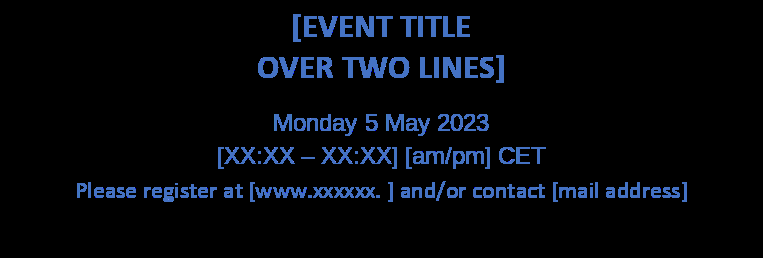 [EVENT TITLE
OVER TWO LINES]
Monday 5 May 2023
[XX:XX – XX:XX] [am/pm] CET
Please register at [www.xxxxxx. ] and/or contact [mail address]